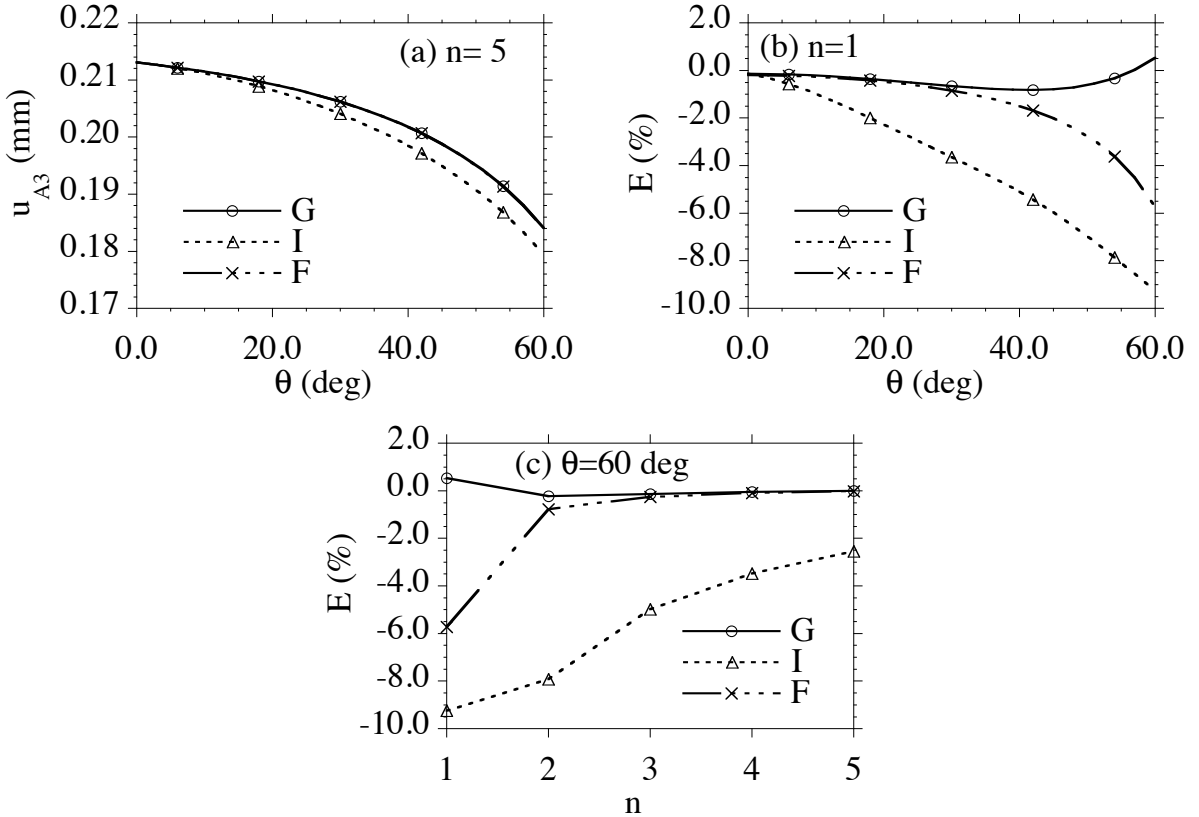 0.22
0.21
0.20
0.19
0.18
0.17
u A3 (mm)
(a) n= 5
G
I
F
0.0
20.0
40.0
60.0
θ (deg)
2.0
0.0
-2.0
-4.0
-6.0
-8.0
-10.0
E (%)
(b) n=1
G
I
F
0.0
20.0
40.0
60.0
θ (deg)
2.0
0.0
-2.0
-4.0
-6.0
-8.0
-10.0
E (%)
(c) θ=60 deg
G
I
F
1
2
3
4
5
n